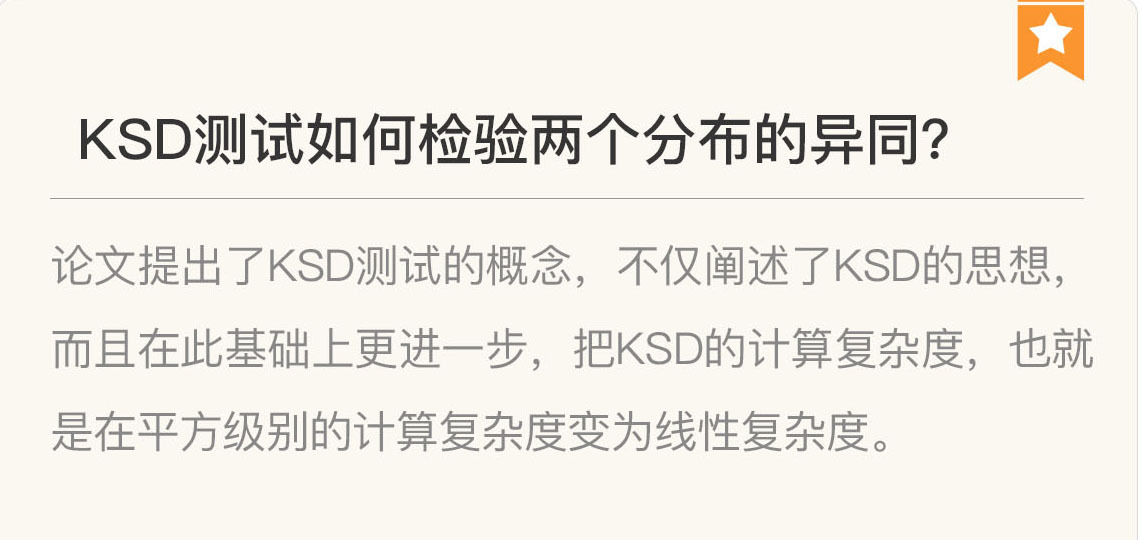 KSD测试如何检验两个分布的异同？
论文提出了KSD测试的概念，不仅阐述了KSD的思想，
而且在此基础上更进一步，把KSD的计算复杂度，也就
是在平方级别的计算复杂度变为线性复杂度。